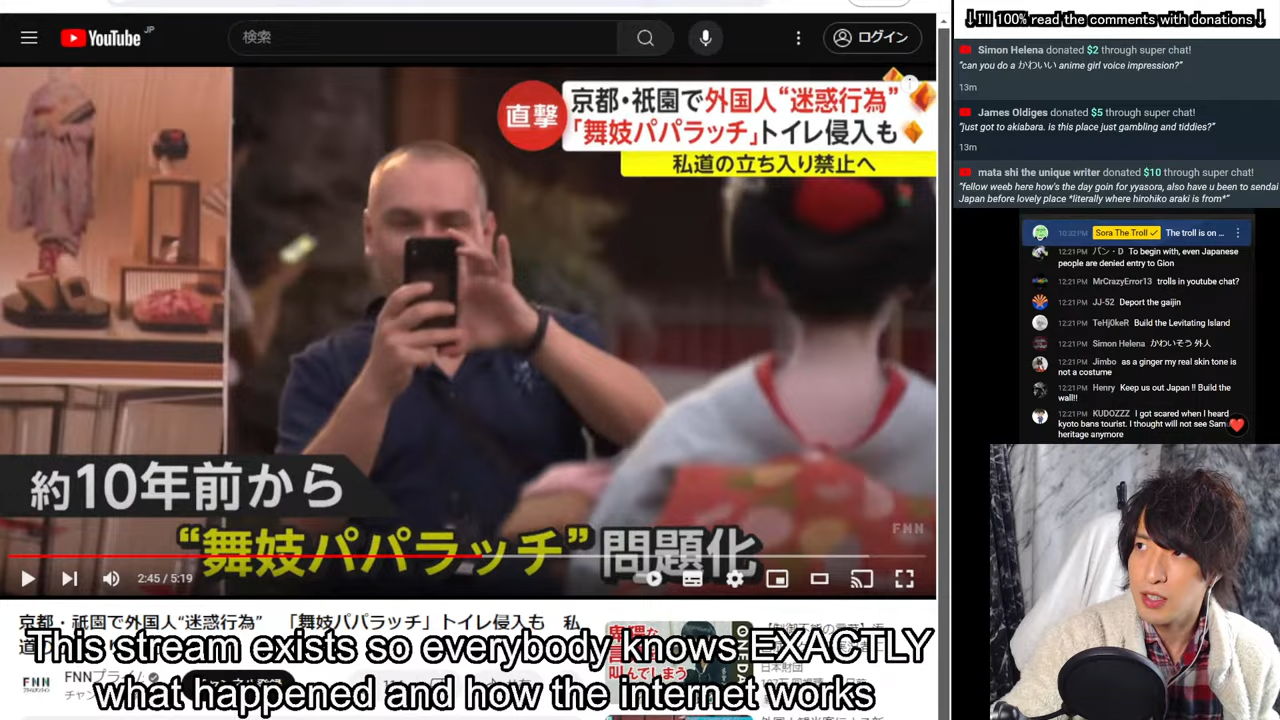 YouTube JP
検索
ログイン
直撃
京都・祇園で外国人“迷惑行為”
「舞妓パパラッチ」トイレ侵入も
私道の立ち入り禁止へ
約10年前から
“舞妓パパラッチ”問題化
FNN
2:45 / 5:19
京都・祇園で外国人“迷惑行為” 「舞妓パパラッチ」トイレ侵入も 私
This stream exists so everybody knows EXACTLY
what happened and how the internet works
FNN
↓I'll 100% read the comments with donations↓
Simon Helena donated $2 through super chat!
"can you do a かわいい anime girl voice impression?"
13m
James Oldiges donated $5 through super chat!
"just got to akiabara. is this place just gambling and tiddies?"
13m
mata shi the unique writer donated $10 through super chat!
"fellow weeb here how's the day goin for yyasora, also have u been to sendai
Japan before lovely place *literally where hirohiko araki is from*"
10:32 PM Sora The Troll The troll is on ...
12:21 PM パン・D To begin with, even Japanese
people are denied entry to Gion
12:21 PM MrCrazyError13 trolls in youtube chat?
12:21 PM JJ-52 Deport the gaijin
12:21 PM TeHj0keR Build the Levitating Island
12:21 PM Simon Helena かわいそう 外人
12:21 PM Jimbo as a ginger my real skin tone is
not a costume
12:21 PM Henry Keep us out Japan !! Build the
wall!!
12:21 PM KUDOZZZ I got scared when I heard
kyoto bans tourist. I thought will not see Sam
heritage anymore